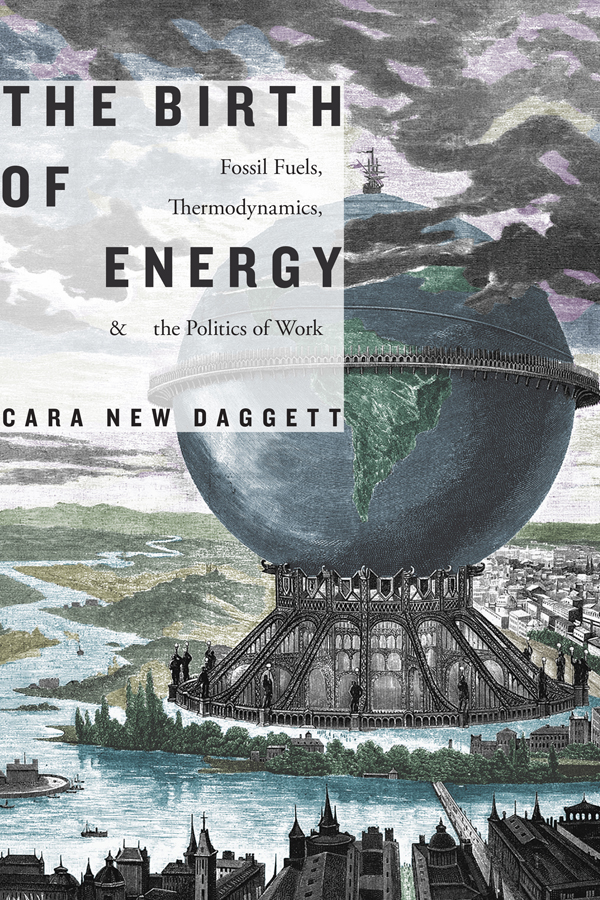 THE BIRTH
OF
Fossil Fuels,
Thermodynamics,
ENERGY
& the Politics of Work
CARA NEW DAGGETT